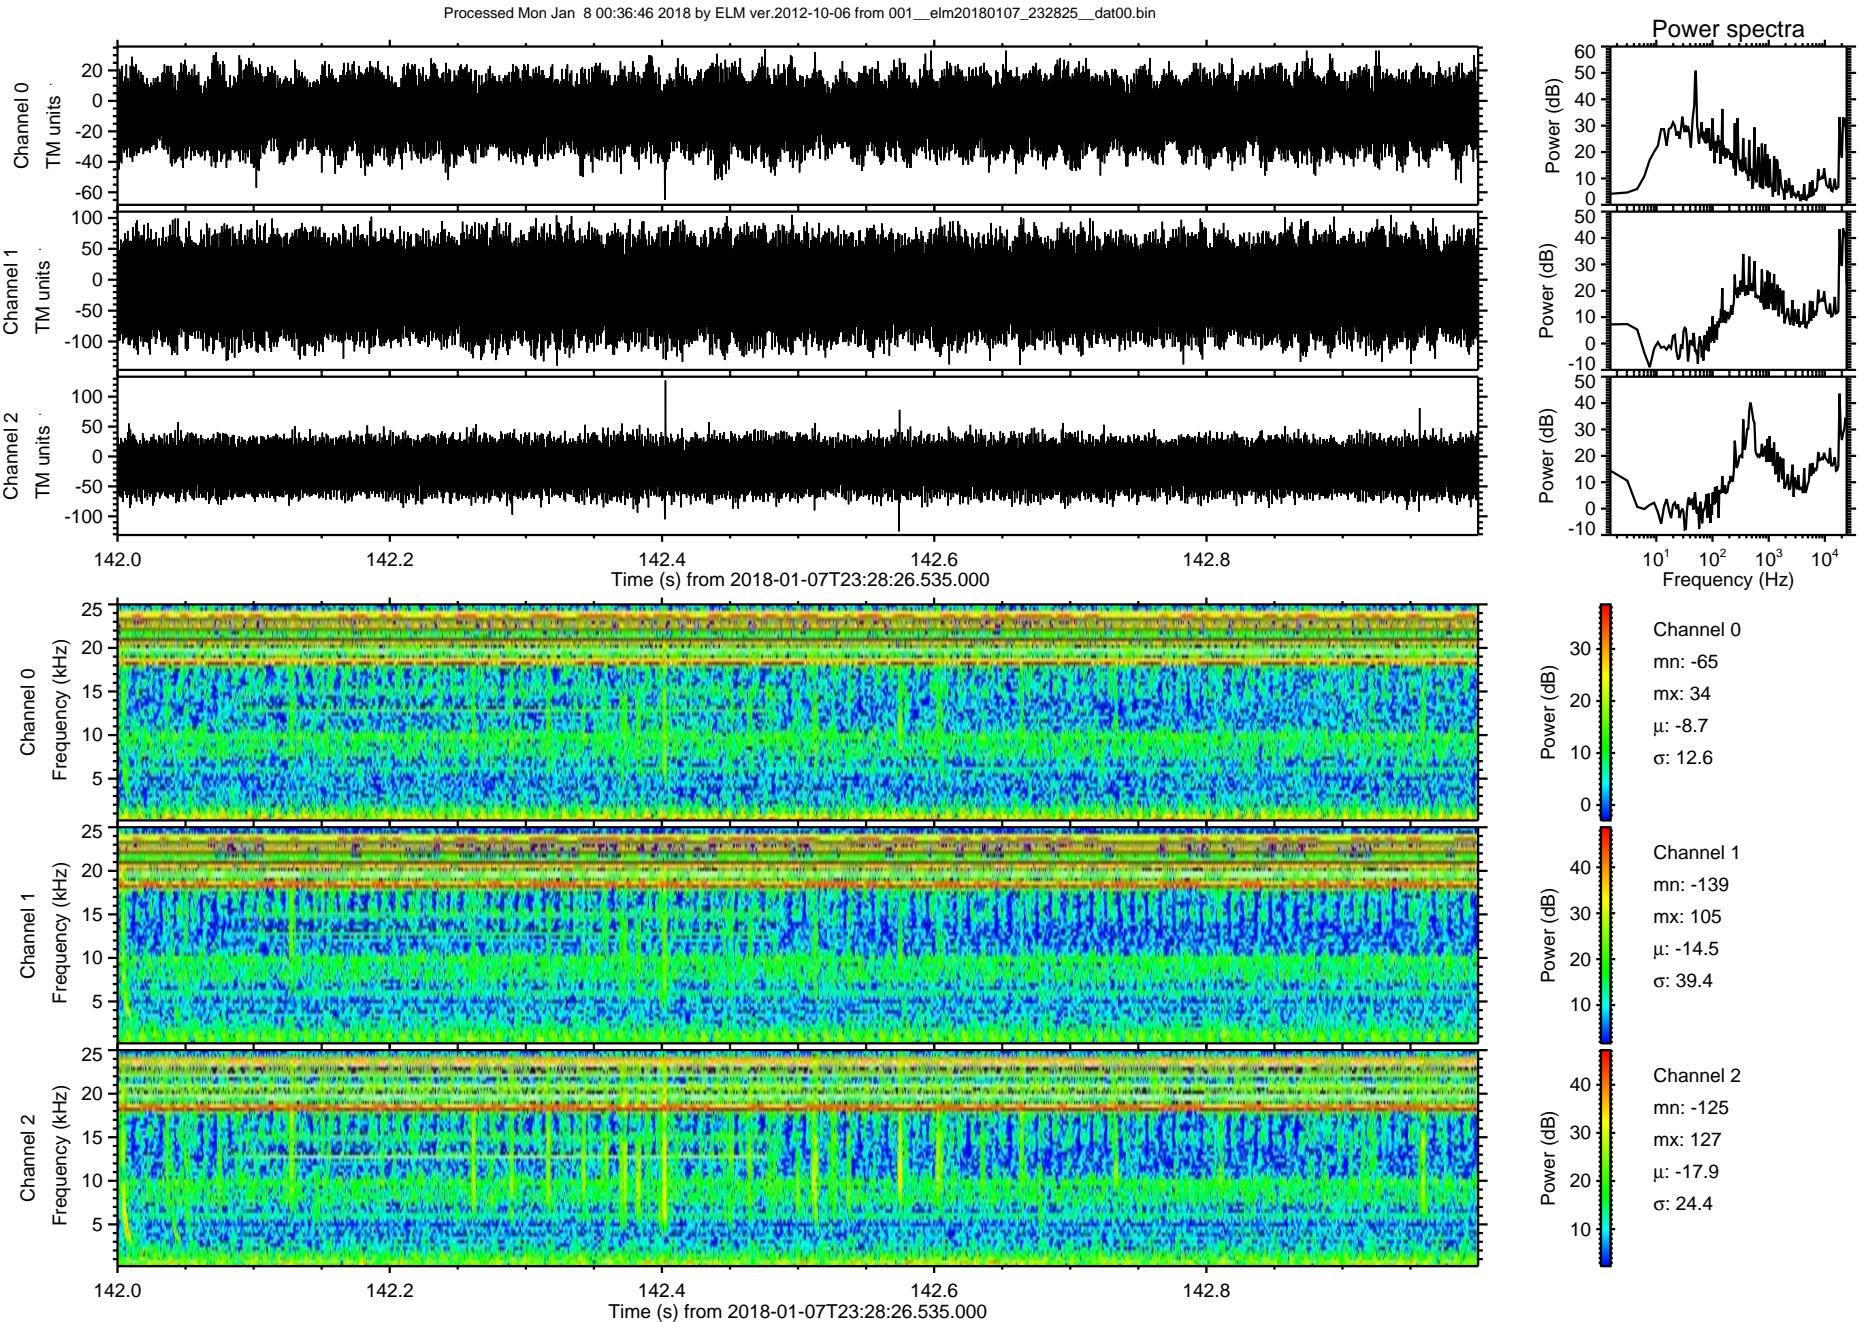 Processed Mon Jan  8 00:36:46 2018 by ELM ver.2012-10-06 from 001__elm20180107_232825__dat00.bin
Power spectra
Channel 0
TM units
20
0
-20
-40
-60
Power (dB)
60
50
40
30
20
10
0
Channel 1
TM units
100
50
0
-50
-100
Power (dB)
50
40
30
20
10
0
-10
Channel 2
TM units
100
50
0
-50
-100
Power (dB)
50
40
30
20
10
0
-10
142.0 142.2 142.4 142.6 142.8
Time (s) from 2018-01-07T23:28:26.535.000
10¹ 10² 10³ 10⁴
Frequency (Hz)
Channel 0
Frequency (kHz)
25
20
15
10
5
Power (dB)
30
20
10
0
Channel 0
mn: -65
mx: 34
μ: -8.7
σ: 12.6
Channel 1
Frequency (kHz)
25
20
15
10
5
Power (dB)
40
30
20
10
Channel 1
mn: -139
mx: 105
μ: -14.5
σ: 39.4
Channel 2
Frequency (kHz)
25
20
15
10
5
Power (dB)
40
30
20
10
Channel 2
mn: -125
mx: 127
μ: -17.9
σ: 24.4
142.0 142.2 142.4 142.6 142.8
Time (s) from 2018-01-07T23:28:26.535.000